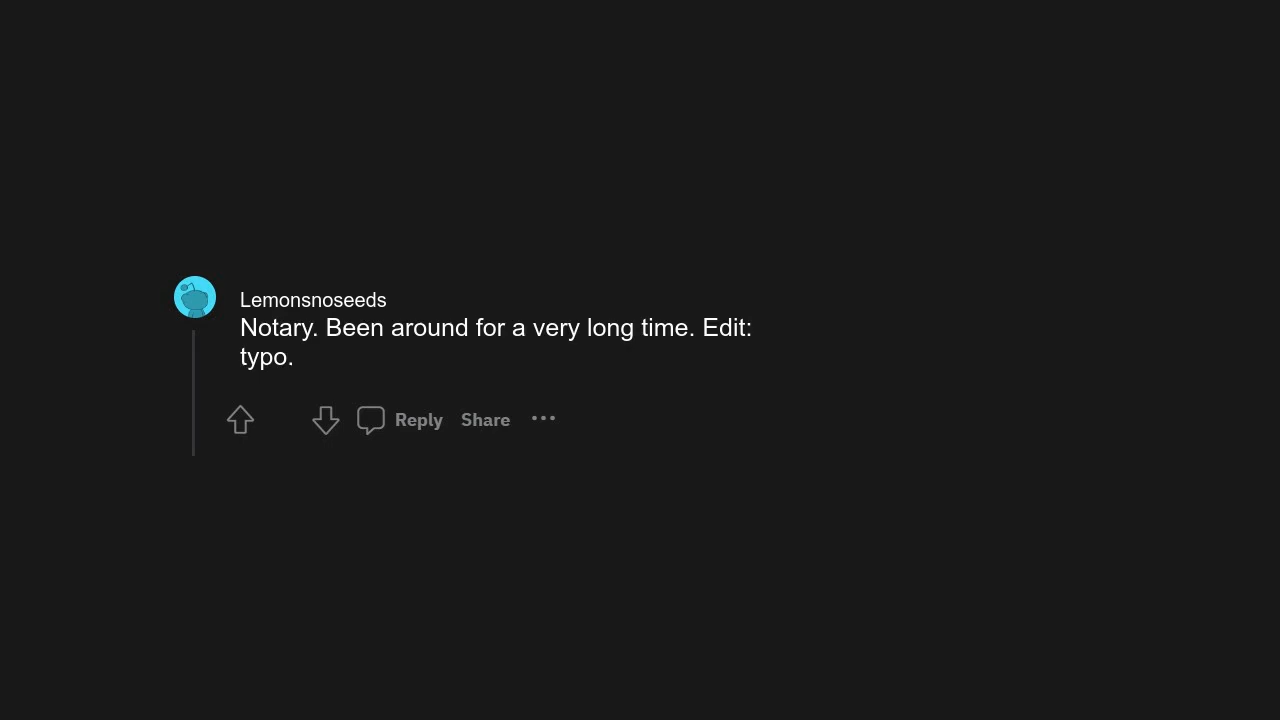 Lemonsnoseeds
Notary. Been around for a very long time. Edit:
typo.
Reply Share